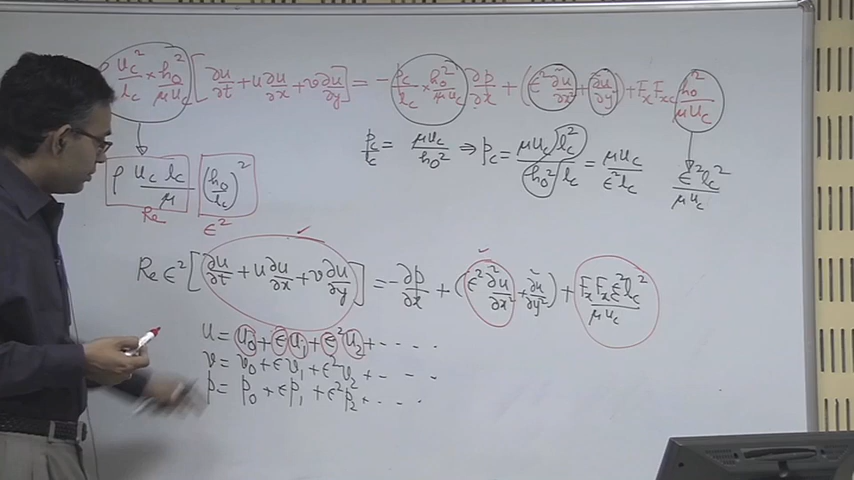 ρ u_c²/l_c × h_0²/μu_c [∂u/∂t + u ∂u/∂x + v ∂u/∂y] = - p_c/l_c × h_0²/μu_c ∂p/∂x + (ε² ∂²u/∂x² + ∂²u/∂y²) + F_x F_xc h_0²/μu_c
p_c/l_c = μu_c/h_0² ⇒ p_c = μu_c l_c²/h_0² l_c = μu_c/ε² l_c
ε² l_c²/μu_c
ρ u_c l_c/μ (h_0/l_c)²
Re ε²
Re ε² [∂u/∂t + u ∂u/∂x + v ∂u/∂y] = - ∂p/∂x + (ε² ∂²u/∂x² + ∂²u/∂y²) + F_x F_xc ε² l_c²/μu_c
u = u_0 + ε u_1 + ε² u_2 + - - - -
v = v_0 + ε v_1 + ε² v_2 + - - -
p = p_0 + ε p_1 + ε² p_2 + - - -